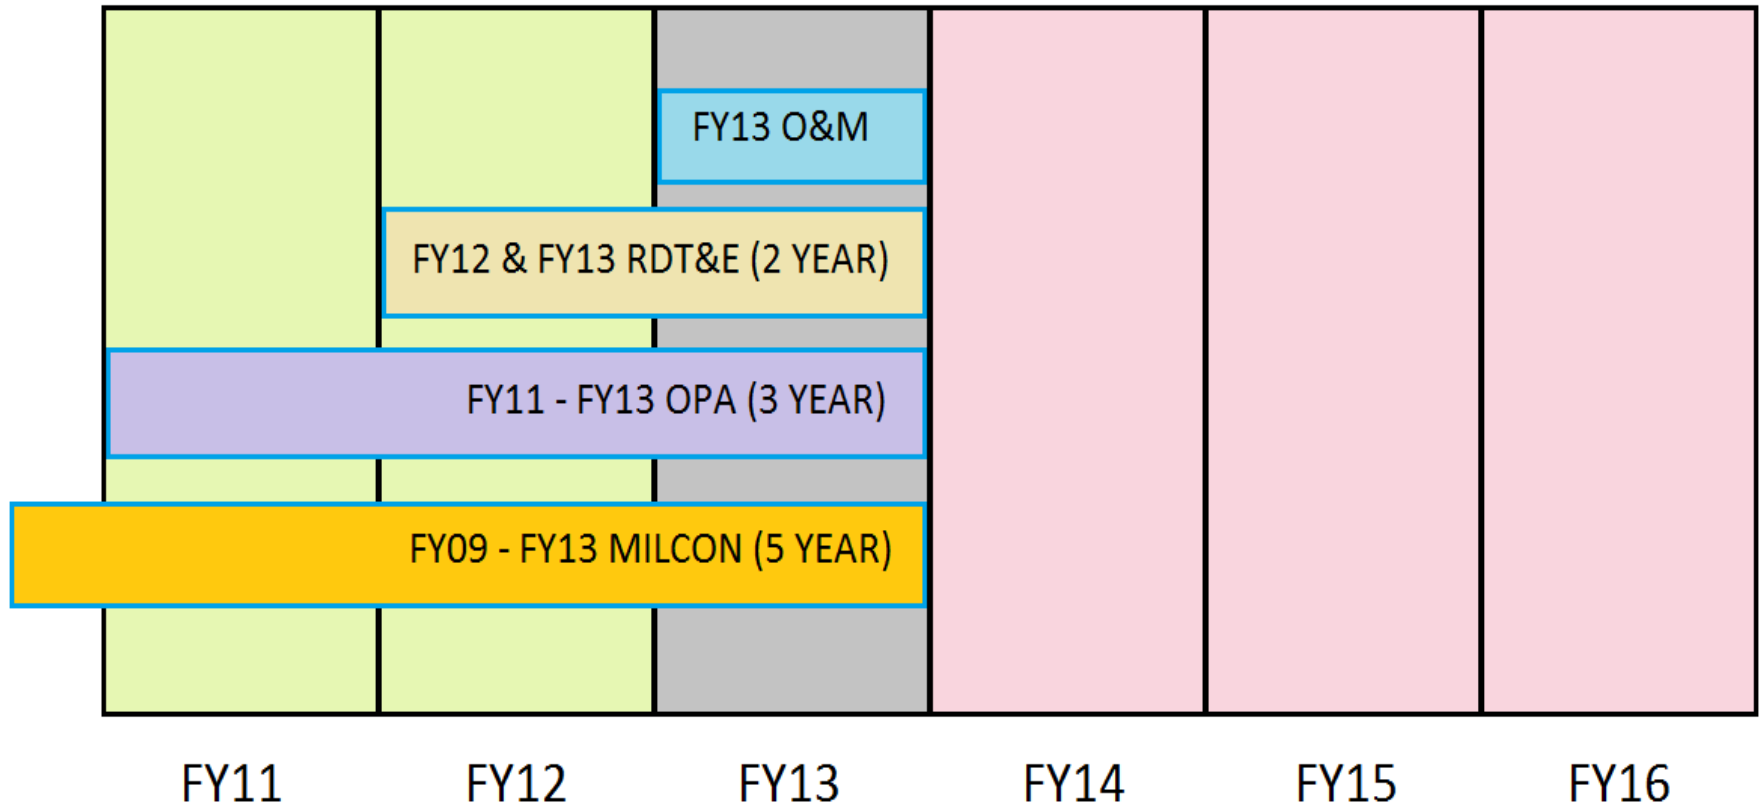 FY13 O&M
FY12 & FY13 RDT&E (2 YEAR)
FY11 - FY13 OPA (3 YEAR)
FY09 - FY13 MILCON (5 YEAR)
FY11 FY12 FY13 FY14 FY15 FY16